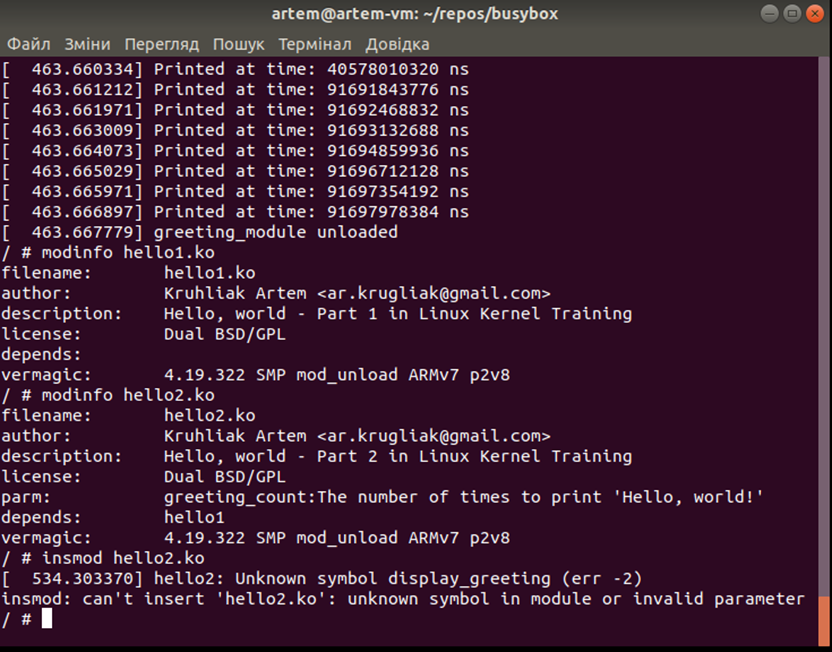 artem@artem-vm: ~/repos/busybox
Файл Зміни Перегляд Пошук Термінал Довідка
[  463.660334] Printed at time: 40578010320 ns
[  463.661212] Printed at time: 91691843776 ns
[  463.661971] Printed at time: 91692468832 ns
[  463.663009] Printed at time: 91693132688 ns
[  463.664073] Printed at time: 91694859936 ns
[  463.665029] Printed at time: 91696712128 ns
[  463.665971] Printed at time: 91697354192 ns
[  463.666897] Printed at time: 91697978384 ns
[  463.667779] greeting_module unloaded
/ # modinfo hello1.ko
filename:       hello1.ko
author:         Kruhliak Artem <ar.krugliak@gmail.com>
description:    Hello, world - Part 1 in Linux Kernel Training
license:        Dual BSD/GPL
depends:
vermagic:       4.19.322 SMP mod_unload ARMv7 p2v8
/ # modinfo hello2.ko
filename:       hello2.ko
author:         Kruhliak Artem <ar.krugliak@gmail.com>
description:    Hello, world - Part 2 in Linux Kernel Training
license:        Dual BSD/GPL
parm:           greeting_count:The number of times to print 'Hello, world!'
depends:        hello1
vermagic:       4.19.322 SMP mod_unload ARMv7 p2v8
/ # insmod hello2.ko
[  534.303370] hello2: Unknown symbol display_greeting (err -2)
insmod: can't insert 'hello2.ko': unknown symbol in module or invalid parameter
/ #